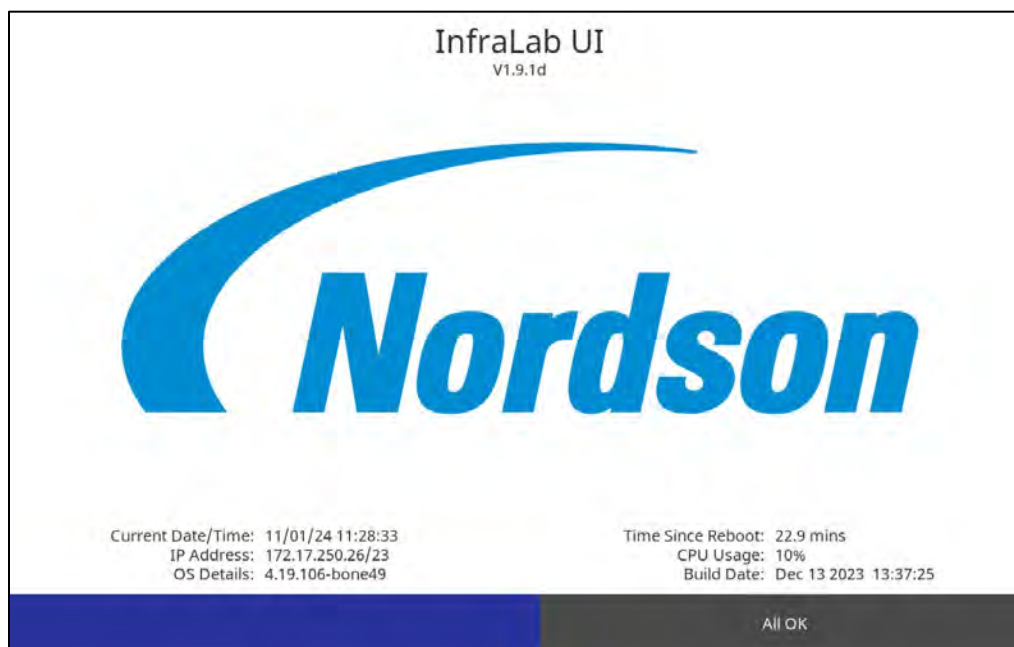 InfraLab UI
V1.9.1d
Nordson
Current Date/Time: 11/01/24 11:28:33
IP Address: 172.17.250.26/23
OS Details: 4.19.106-bone49
Time Since Reboot: 22.9 mins
CPU Usage: 10%
Build Date: Dec 13 2023 13:37:25
All OK